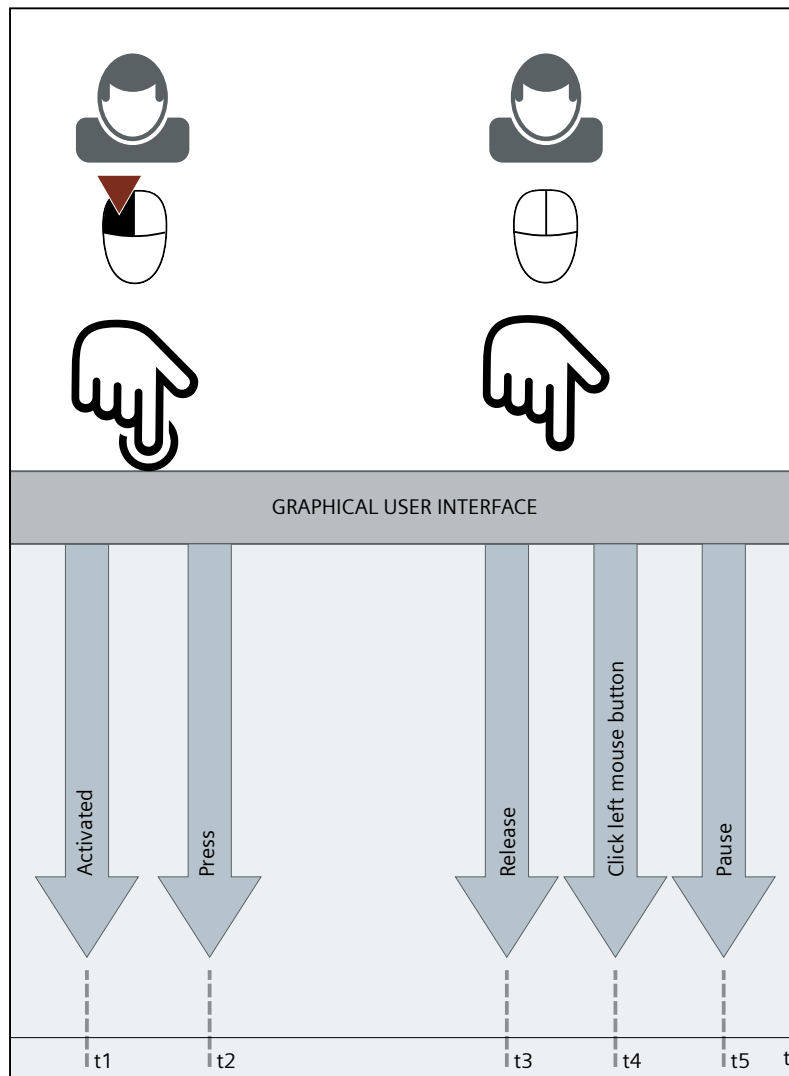 GRAPHICAL USER INTERFACE
Activated
Press
Release
Click left mouse button
Pause
t1
t2
t3
t4
t5
t